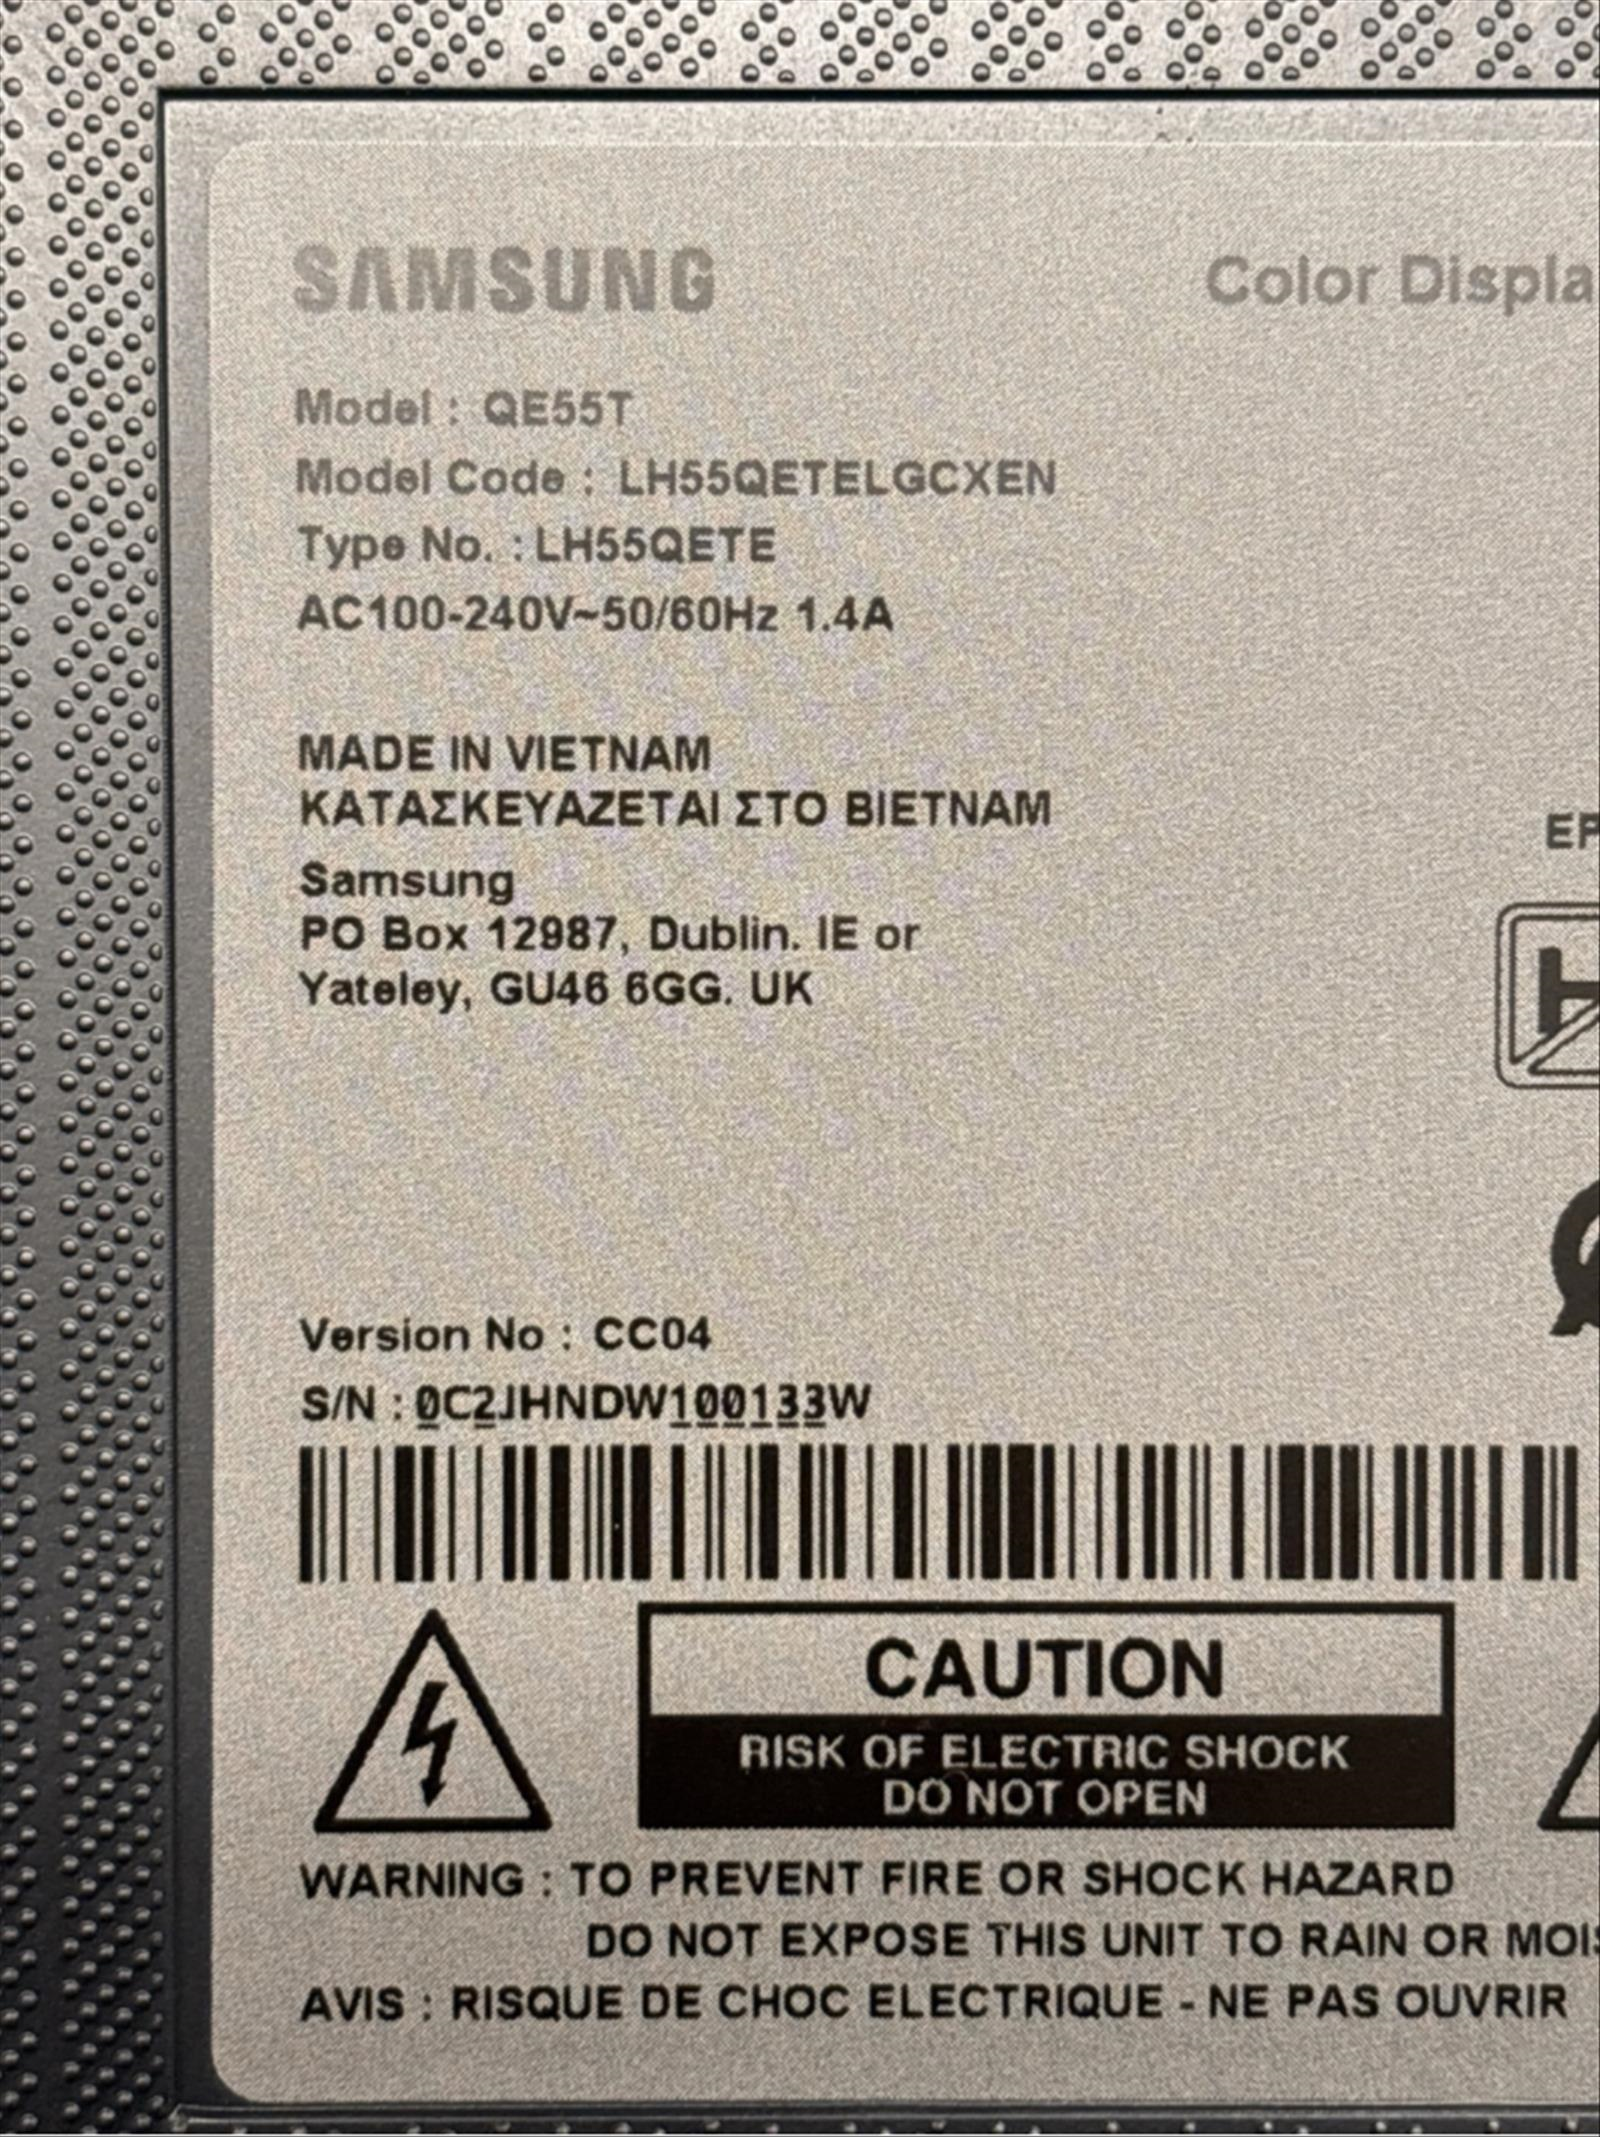 SAMSUNG
Color Displa
Model : QE55T
Model Code : LH55QETELGCXEN
Type No. : LH55QETE
AC100-240V~50/60Hz 1.4A
MADE IN VIETNAM
ΚΑΤΑΣΚΕΥΑΖΕΤΑΙ ΣΤΟ ΒΙΕΤΝΑΜ
EP
Samsung
PO Box 12987, Dublin. IE or
Yateley, GU46 6GG. UK
H
Version No : CC04
S/N : 0C2JHNDW100133W
CAUTION
RISK OF ELECTRIC SHOCK
DO NOT OPEN
WARNING : TO PREVENT FIRE OR SHOCK HAZARD
DO NOT EXPOSE THIS UNIT TO RAIN OR MOIS
AVIS : RISQUE DE CHOC ELECTRIQUE - NE PAS OUVRIR